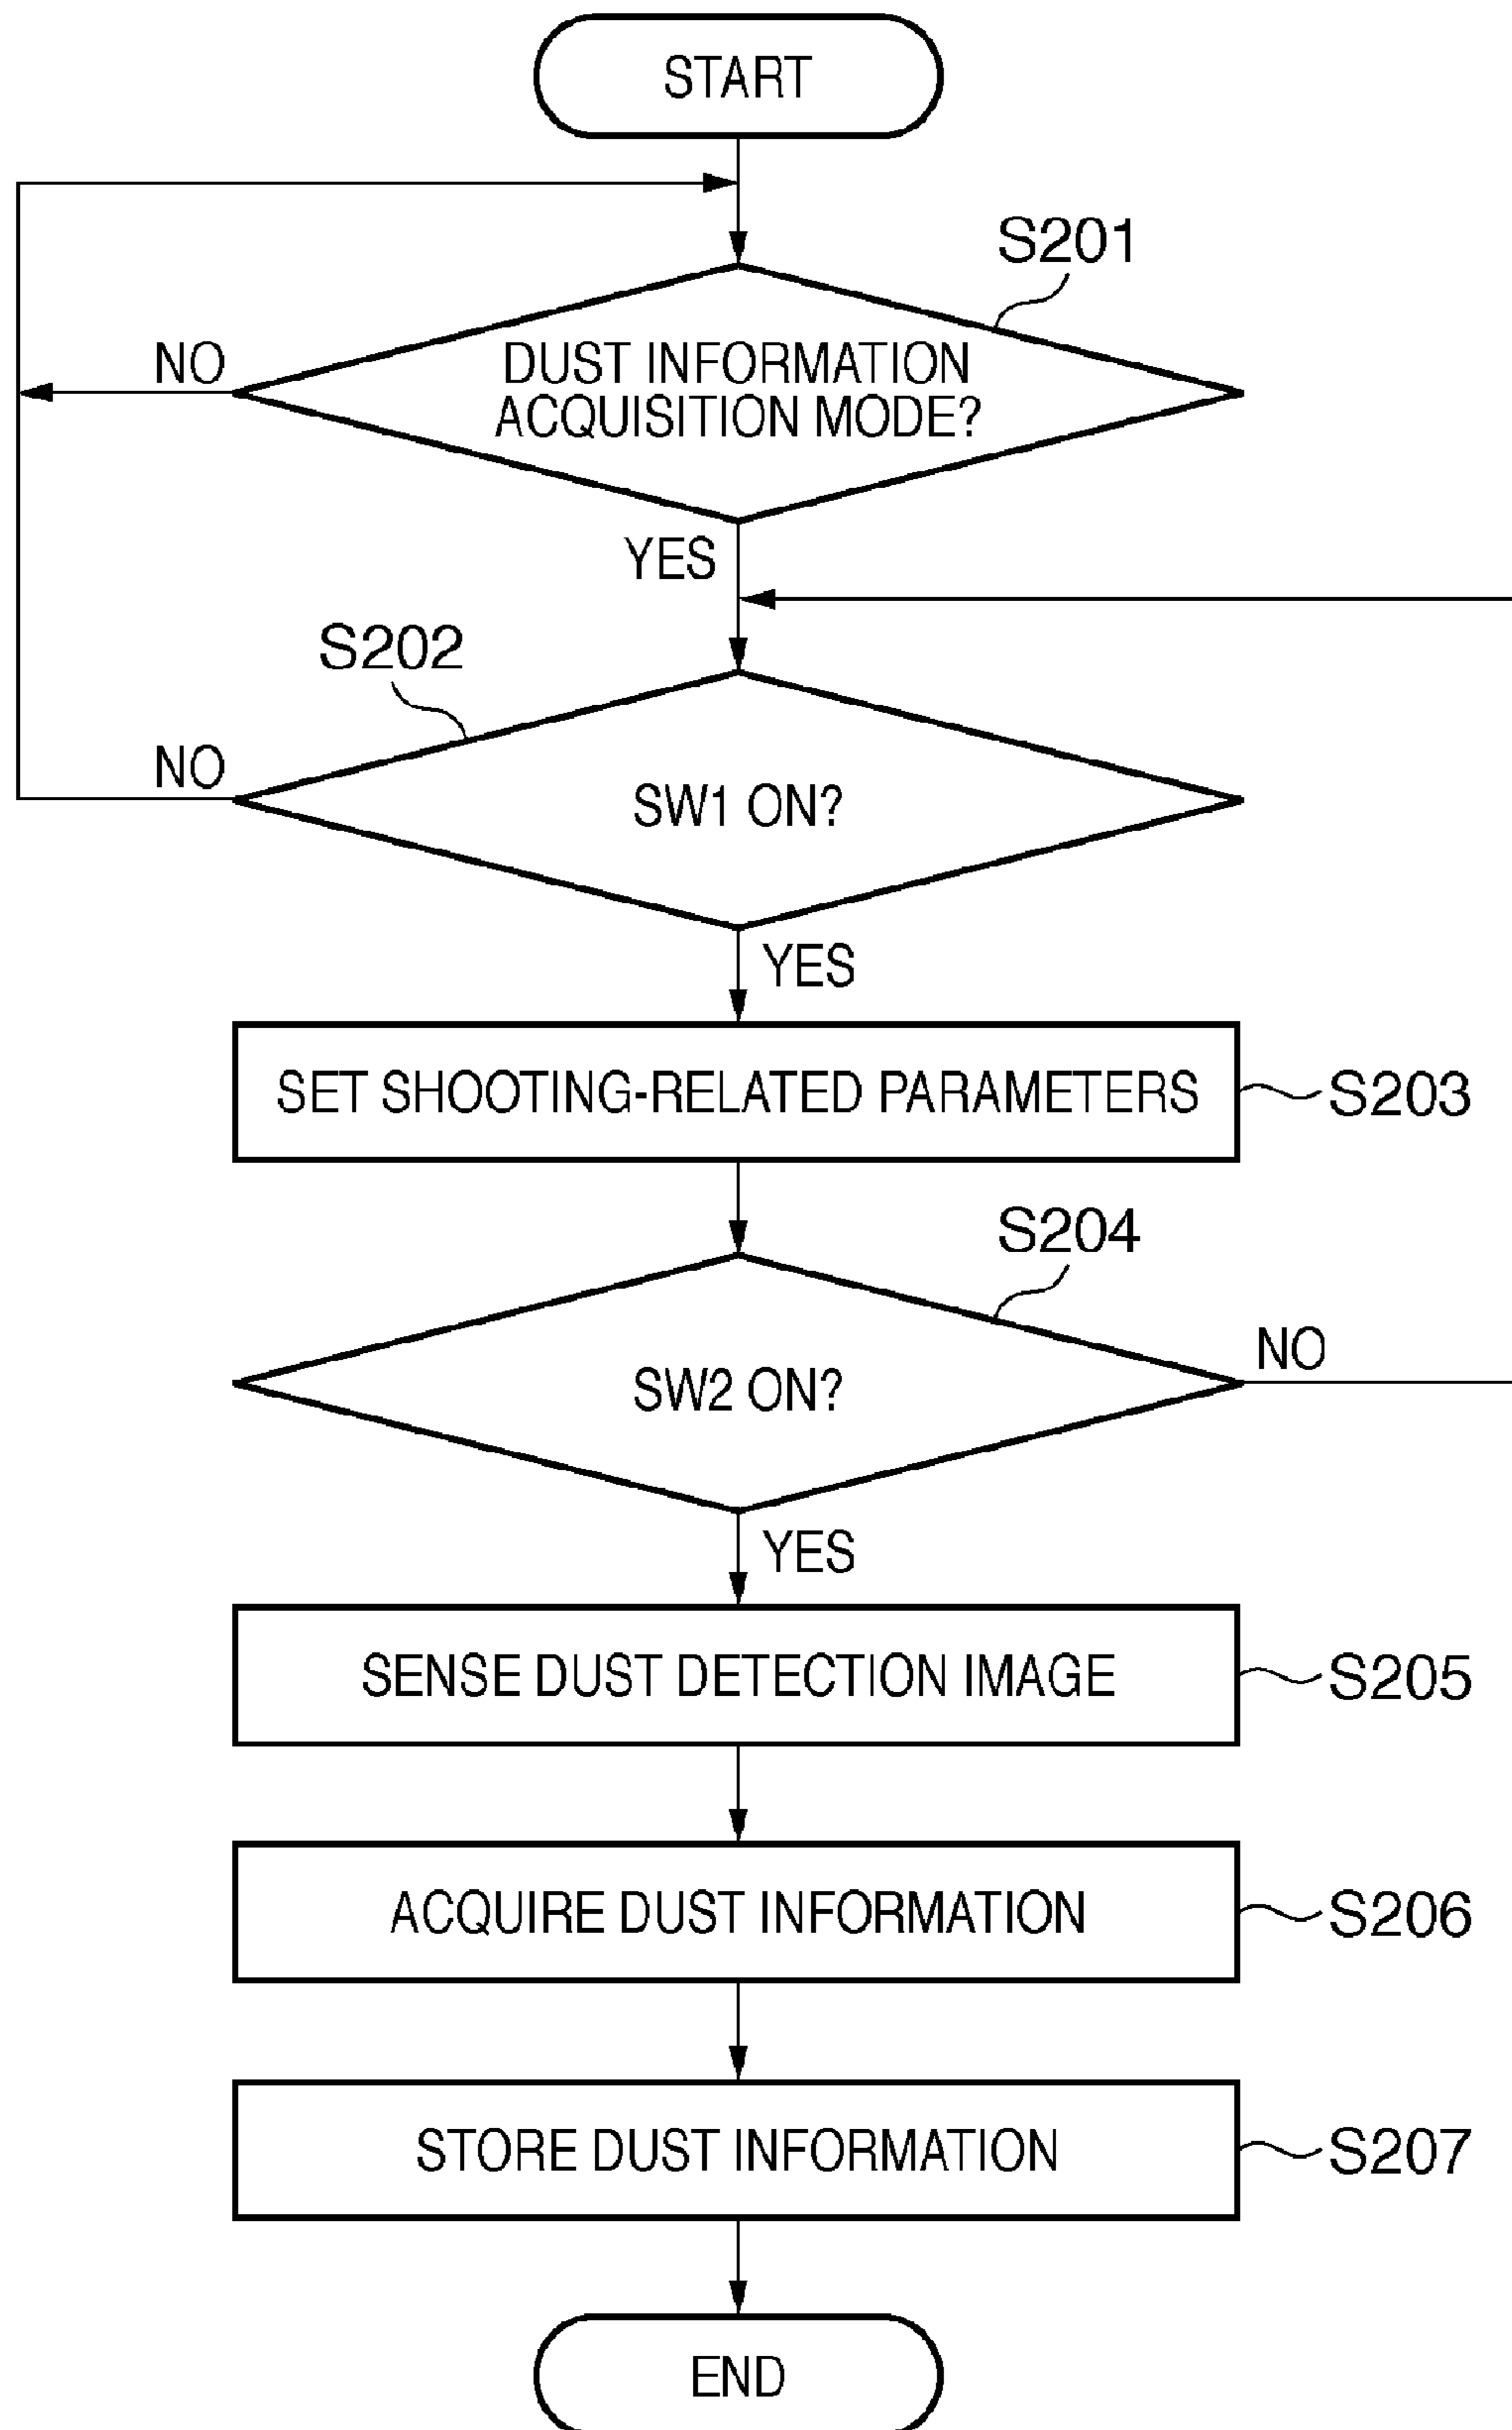 START
S201
DUST INFORMATION
ACQUISITION MODE?
NO
YES
S202
SW1 ON?
NO
YES
SET SHOOTING-RELATED PARAMETERS
S203
S204
SW2 ON?
NO
YES
SENSE DUST DETECTION IMAGE
S205
ACQUIRE DUST INFORMATION
S206
STORE DUST INFORMATION
S207
END